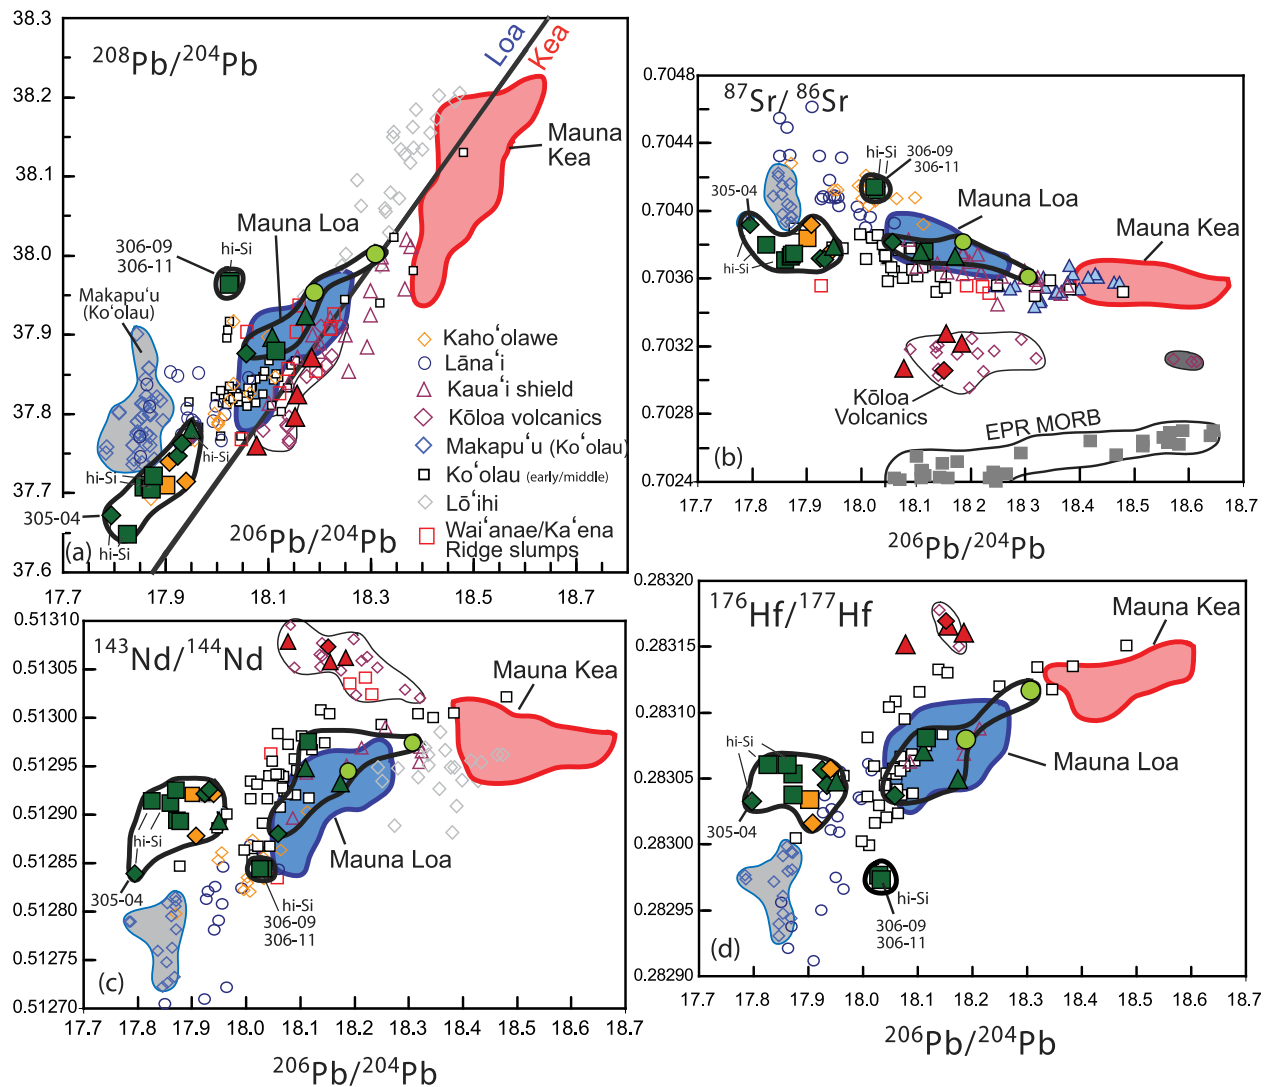 38.3
38.2
38.1
38.0
37.9
37.8
37.7
37.6
208Pb/204Pb
Loa
Kea
Mauna
Kea
Mauna Loa
hi-Si
306-09
306-11
Makapuʻu
(Koʻolau)
hi-Si
hi-Si
305-04
hi-Si
(a)
206Pb/204Pb
Kahoʻolawe
Lānaʻi
Kauaʻi shield
Kōloa volcanics
Makapuʻu (Koʻolau)
Koʻolau (early/middle)
Lōʻihi
Waiʻanae/Kaʻena
Ridge slumps
17.7 17.9 18.1 18.3 18.5 18.7
0.7048
0.7044
0.7040
0.7036
0.7032
0.7028
0.7024
87Sr/86Sr
hi-Si
306-09
306-11
305-04
hi-Si
Mauna Loa
Mauna Kea
Kōloa
Volcanics
EPR MORB
(b)
17.7 17.8 17.9 18.0 18.1 18.2 18.3 18.4 18.5 18.6 18.7
206Pb/204Pb
0.51310
0.51305
0.51300
0.51295
0.51290
0.51285
0.51280
0.51275
0.51270
143Nd/144Nd
Mauna Kea
Mauna Loa
hi-Si
305-04
hi-Si
306-09
306-11
(c)
17.7 17.8 17.9 18.0 18.1 18.2 18.3 18.4 18.5 18.6 18.7
206Pb/204Pb
0.28320
0.28315
0.28310
0.28305
0.28300
0.28295
0.28290
176Hf/177Hf
Mauna Kea
Mauna Loa
hi-Si
305-04
hi-Si
306-09
306-11
(d)
17.7 17.8 17.9 18.0 18.1 18.2 18.3 18.4 18.5 18.6 18.7
206Pb/204Pb